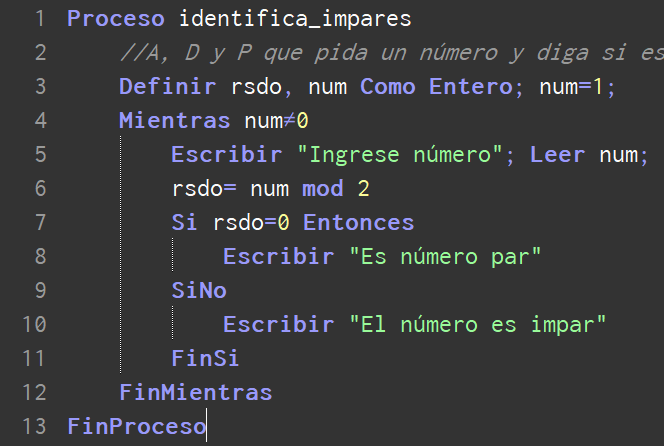 1 Proceso identifica_impares
2 //A, D y P que pida un número y diga si es
3 Definir rsdo, num Como Entero; num=1;
4 Mientras num≠0
5 Escribir "Ingrese número"; Leer num;
6 rsdo= num mod 2
7 Si rsdo=0 Entonces
8 Escribir "Es número par"
9 SiNo
10 Escribir "El número es impar"
11 FinSi
12 FinMientras
13 FinProceso